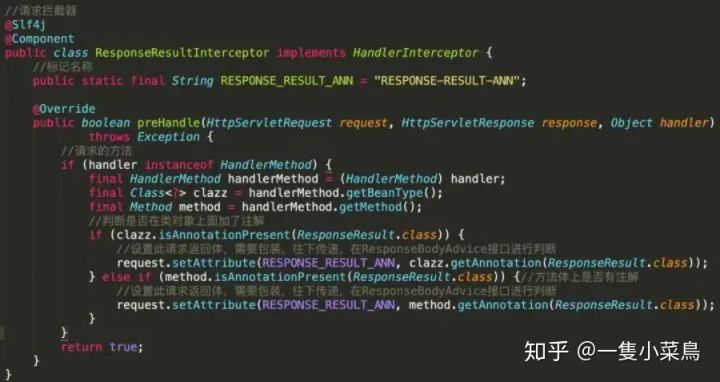 //请求拦截器
@Slf4j
@Component
public class ResponseResultInterceptor implements HandlerInterceptor {
    //标记名称
    public static final String RESPONSE_RESULT_ANN = "RESPONSE-RESULT-ANN";
    @Override
    public boolean preHandle(HttpServletRequest request, HttpServletResponse response, Object handler)
            throws Exception {
        //请求的方法
        if (handler instanceof HandlerMethod) {
            final HandlerMethod handlerMethod = (HandlerMethod) handler;
            final Class<?> clazz = handlerMethod.getBeanType();
            final Method method = handlerMethod.getMethod();
            //判断是否在类对象上面加了注解
            if (clazz.isAnnotationPresent(ResponseResult.class)) {
                //设置此请求返回体，需要包装，往下传递，在ResponseBodyAdvice接口进行判断
                request.setAttribute(RESPONSE_RESULT_ANN, clazz.getAnnotation(ResponseResult.class));
            } else if (method.isAnnotationPresent(ResponseResult.class)) {//方法体上是否有注解
                //设置此请求返回体，需要包装，往下传递，在ResponseBodyAdvice接口进行判断
                request.setAttribute(RESPONSE_RESULT_ANN, method.getAnnotation(ResponseResult.class));
            }
        }
        return true;
    }
}
知乎 @一隻小菜鳥